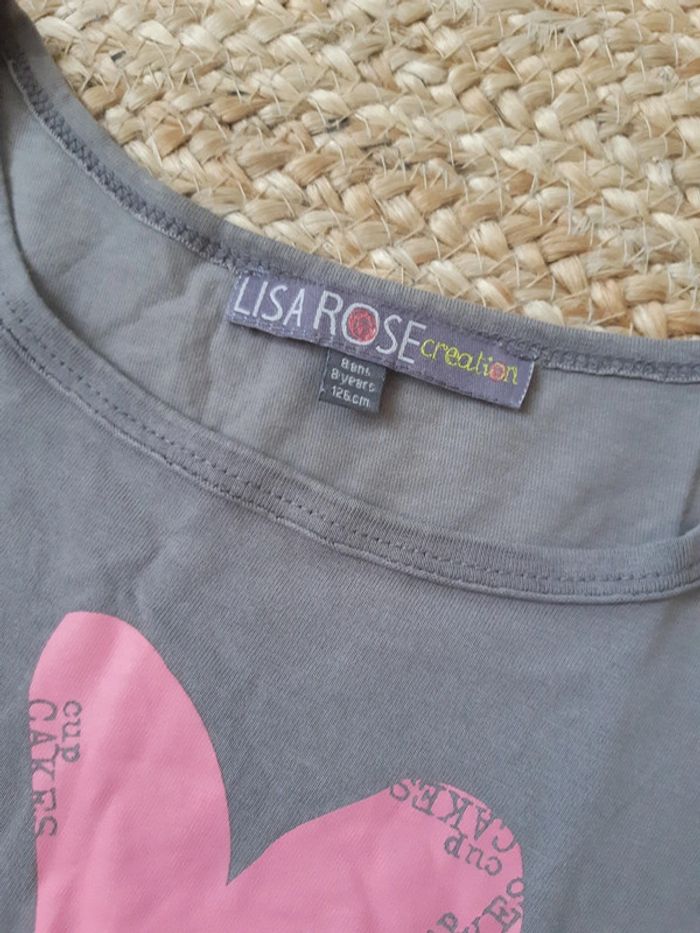 LISA ROSE creation
8 ans
8 years
126 cm
cup
CAKES
CAKES
cup